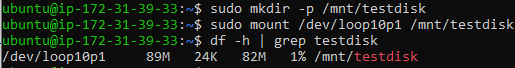 ubuntu@ip-172-31-39-33:~$ sudo mkdir -p /mnt/testdisk
ubuntu@ip-172-31-39-33:~$ sudo mount /dev/loop10p1 /mnt/testdisk
ubuntu@ip-172-31-39-33:~$ df -h | grep testdisk
/dev/loop10p1     89M   24K   82M   1% /mnt/testdisk